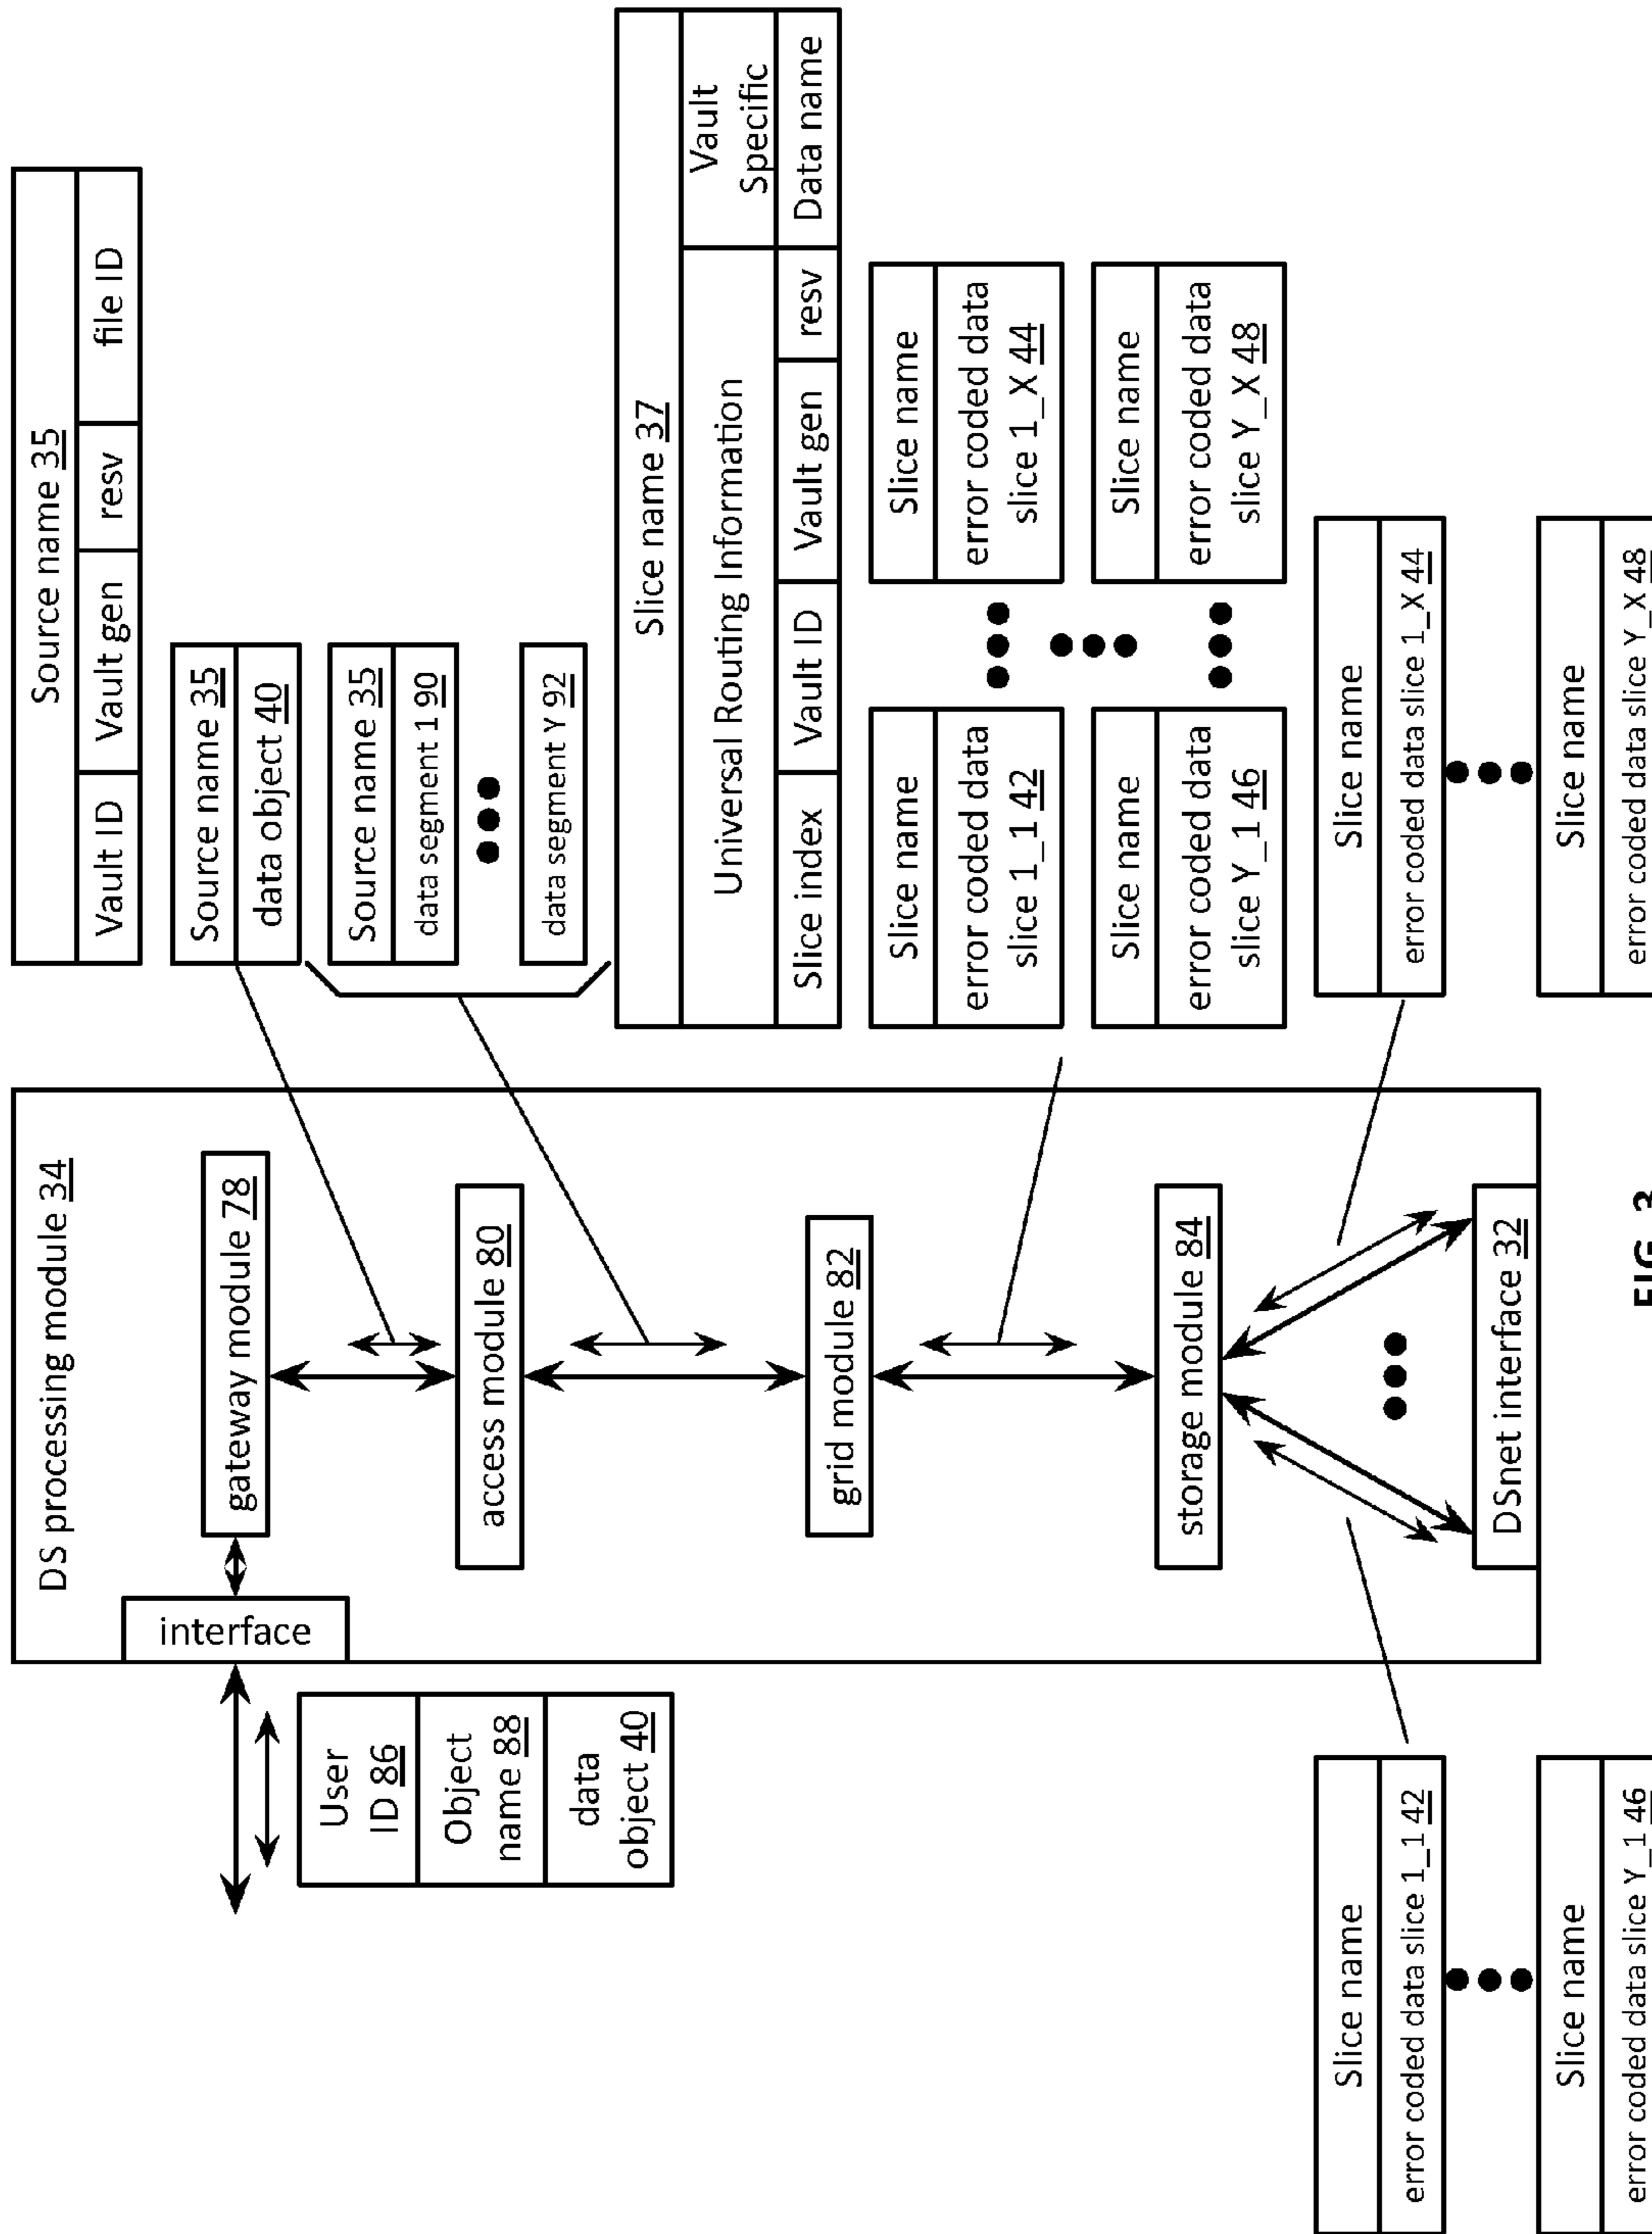 DS processing module 34
interface
gateway module 78
access module 80
grid module 82
storage module 84
DSnet interface 32
User
ID 86
Object
name 88
data
object 40
Source name 35
Vault ID
Vault gen
resv
file ID
Source name 35
data object 40
Source name 35
data segment 1 90
data segment Y 92
Slice name 37
Universal Routing Information
Vault
Specific
Slice index
Vault ID
Vault gen
resv
Data name
Slice name
error coded data
slice 1_1 42
Slice name
error coded data
slice 1_X 44
Slice name
error coded data
slice Y_1 46
Slice name
error coded data
slice Y_X 48
Slice name
error coded data slice 1_1 42
Slice name
error coded data slice Y_1 46
Slice name
error coded data slice 1_X 44
Slice name
error coded data slice Y_X 48
FIG. 3